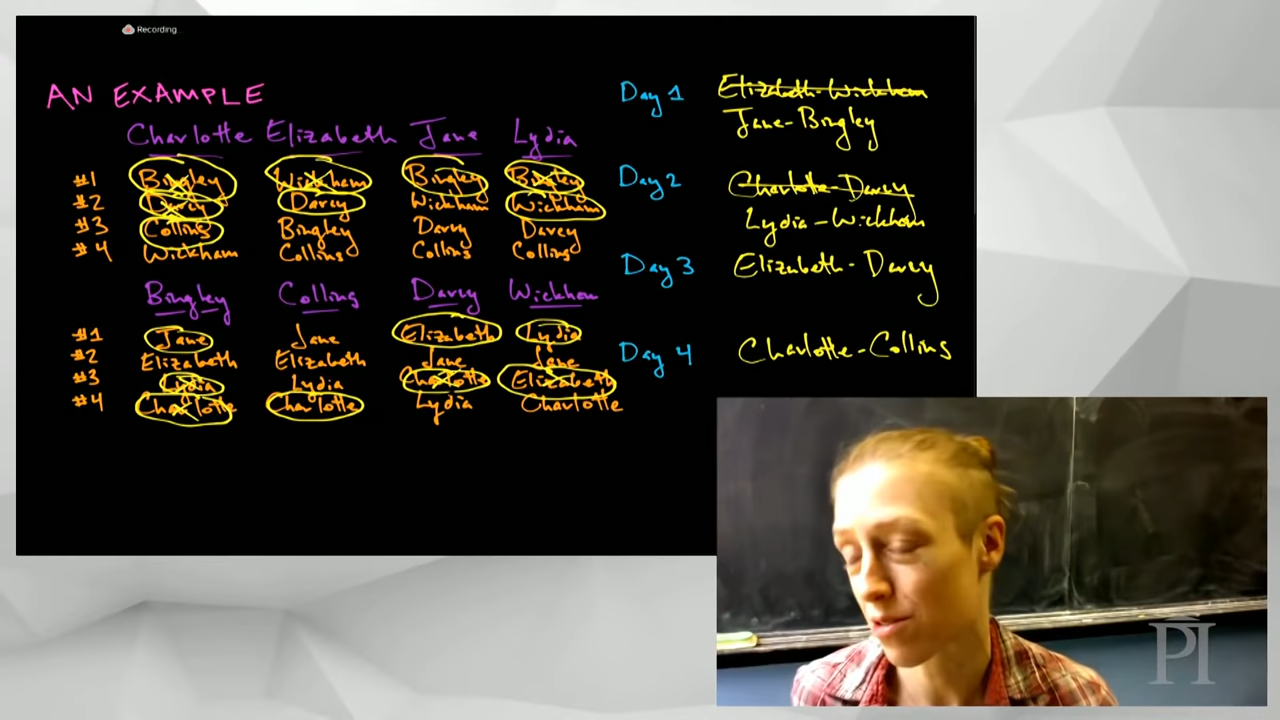 Recording...
AN EXAMPLE
Charlotte Elizabeth Jane Lydia
#1 Bingley Wickham Bingley Bingley
#2 Darcy Darcy Wickham Wickham
#3 Collins Bingley Darcy Darcy
#4 Wickham Collins Collins Collins
Bingley Collins Darcy Wickham
#1 Jane Jane Elizabeth Lydia
#2 Elizabeth Elizabeth Jane Jane
#3 Lydia Lydia Charlotte Elizabeth
#4 Charlotte Charlotte Lydia Charlotte
Day 1 Elizabeth-Wickham
Jane-Bingley
Day 2 Charlotte-Darcy
Lydia-Wickham
Day 3 Elizabeth-Darcy
Day 4 Charlotte-Collins
PI